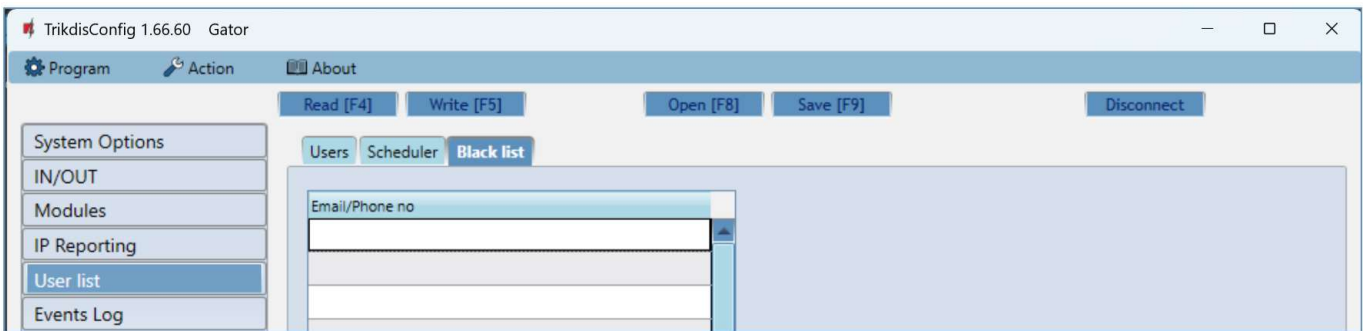 TrikdisConfig 1.66.60 Gator
Program Action About
Read [F4] Write [F5] Open [F8] Save [F9] Disconnect
System Options
IN/OUT
Modules
IP Reporting
User list
Events Log
Users Scheduler Black list
Email/Phone no